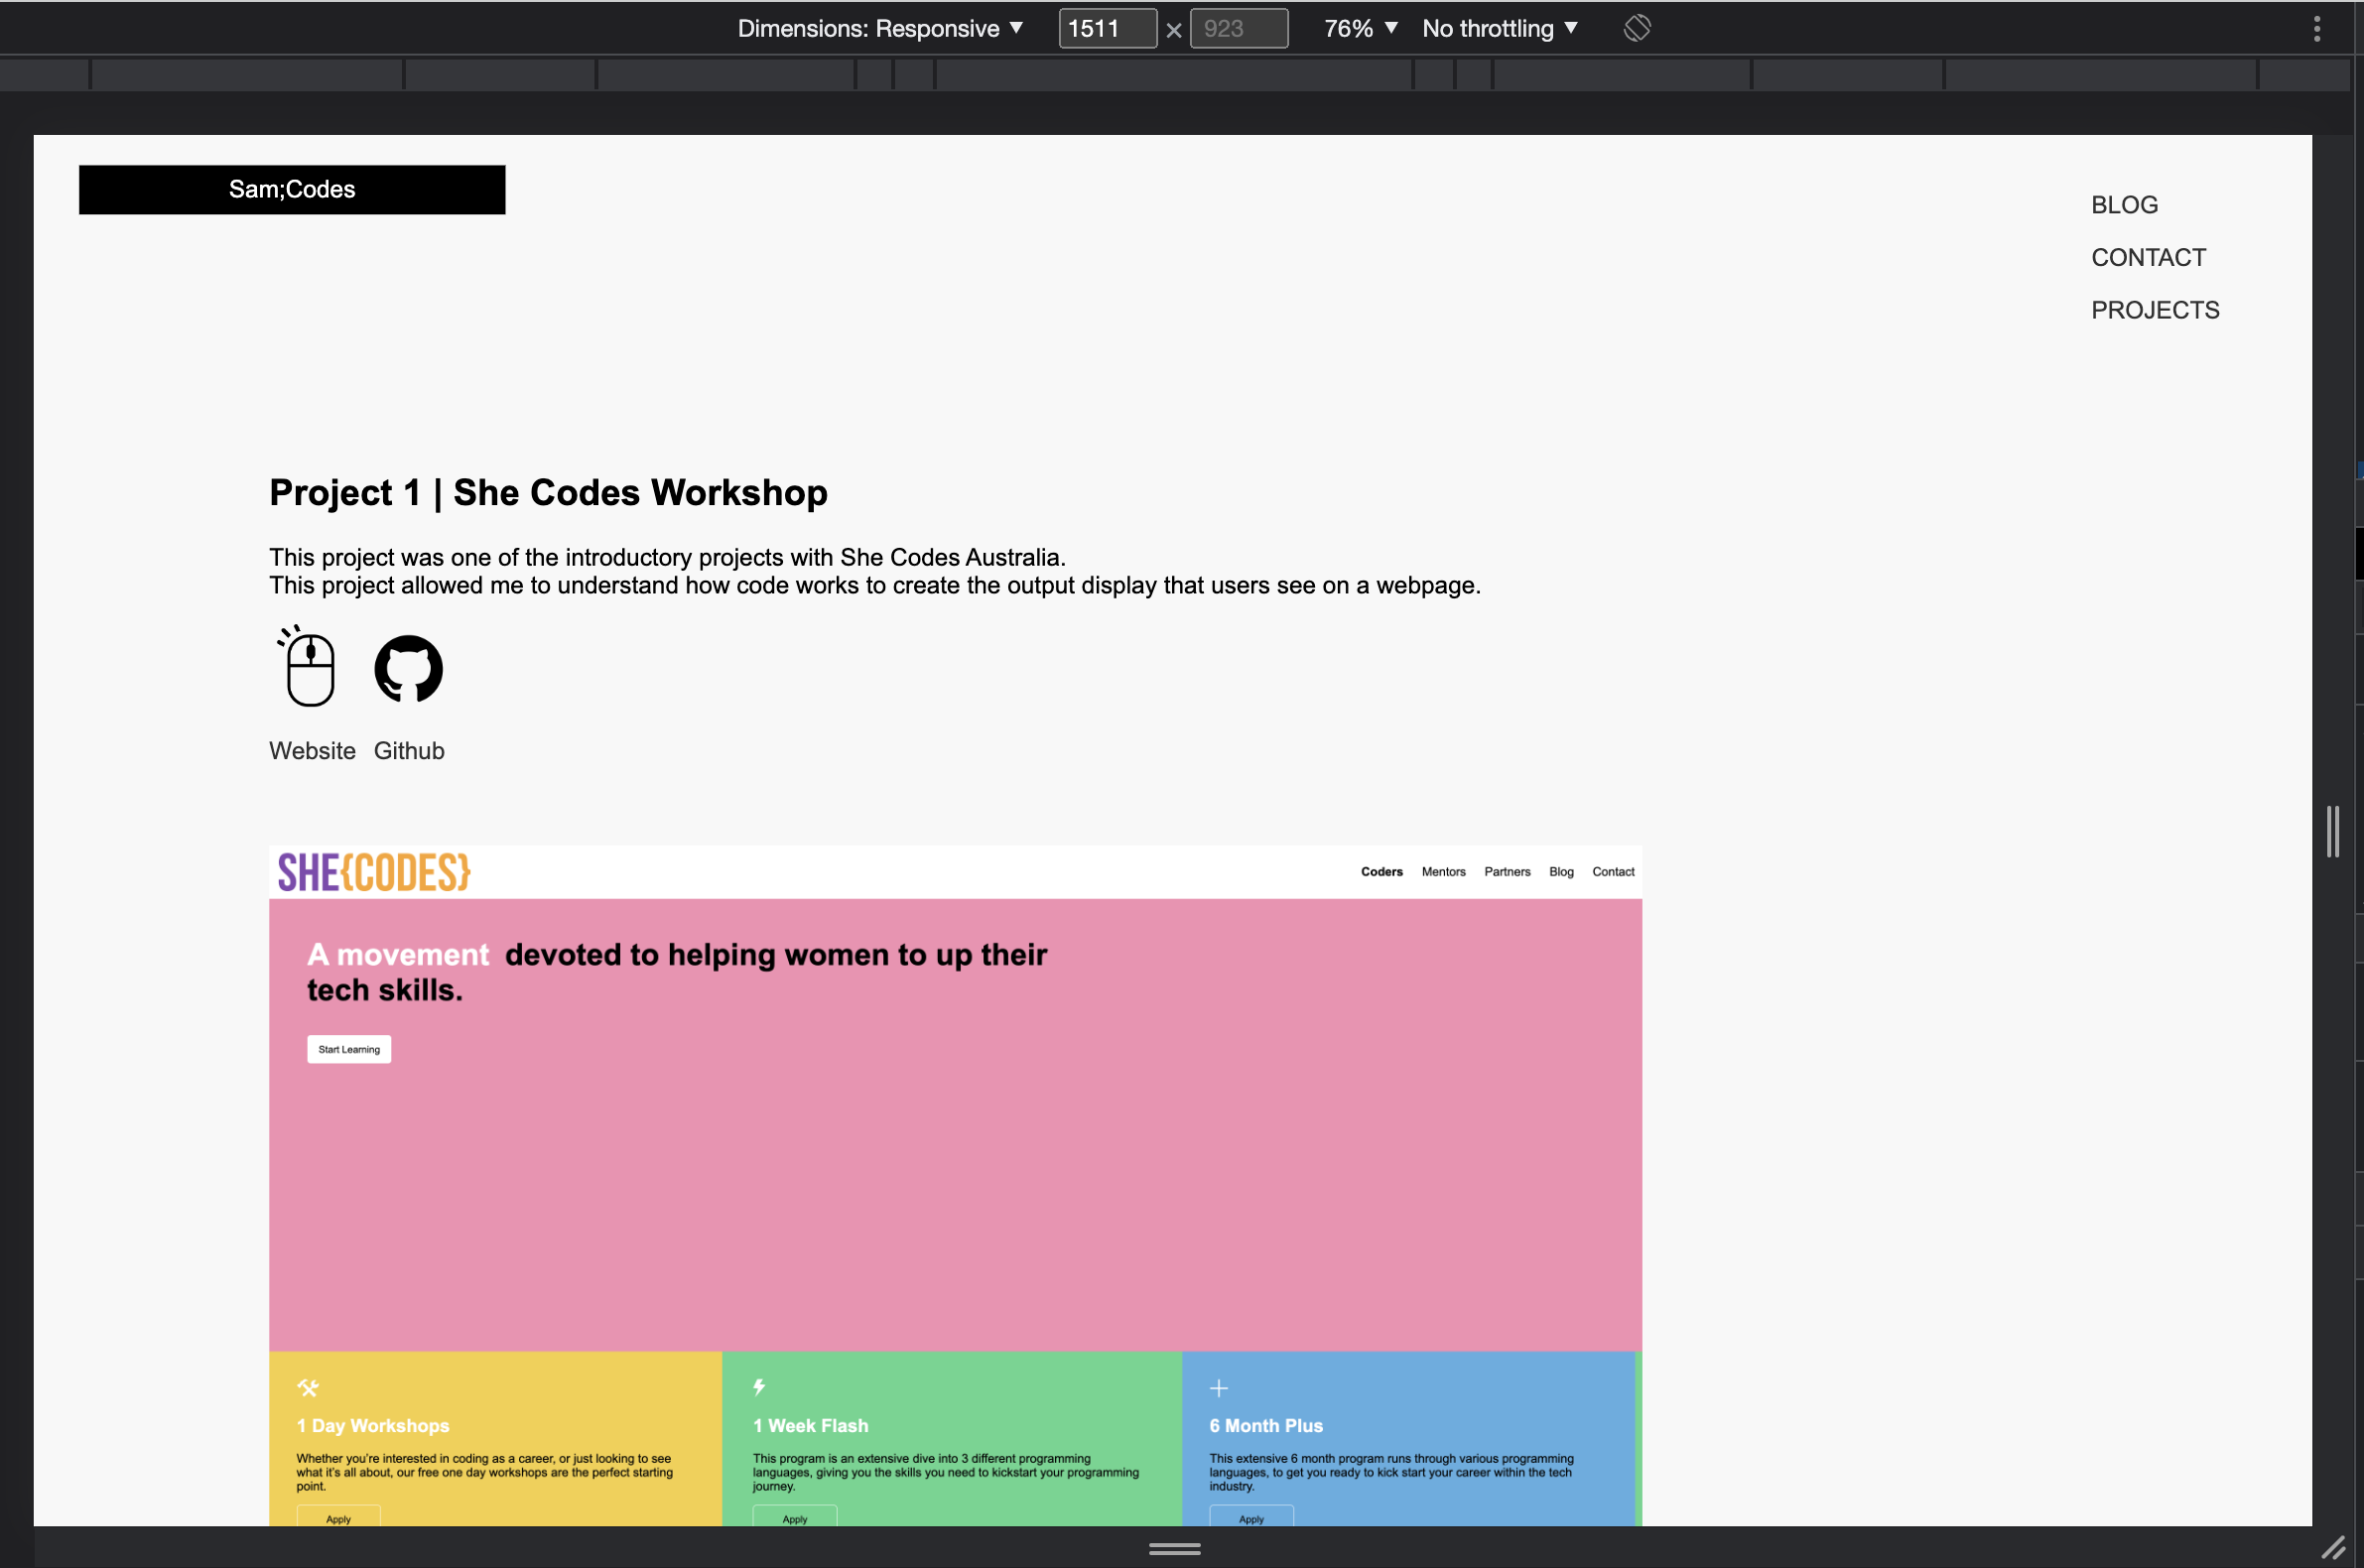 Dimensions: Responsive ▼ 1511 × 923 76% ▼ No throttling ▼
Sam;Codes
BLOG
CONTACT
PROJECTS
Project 1 | She Codes Workshop
This project was one of the introductory projects with She Codes Australia.
This project allowed me to understand how code works to create the output display that users see on a webpage.
Website Github
SHE{CODES} Coders Mentors Partners Blog Contact
A movement devoted to helping women to up their
tech skills.
Start Learning
1 Day Workshops
Whether you're interested in coding as a career, or just looking to see
what it's all about, our free one day workshops are the perfect starting
point.
Apply
1 Week Flash
This program is an extensive dive into 3 different programming
languages, giving you the skills you need to kickstart your programming
journey.
Apply
6 Month Plus
This extensive 6 month program runs through various programming
languages, to get you ready to kick start your career within the tech
industry.
Apply